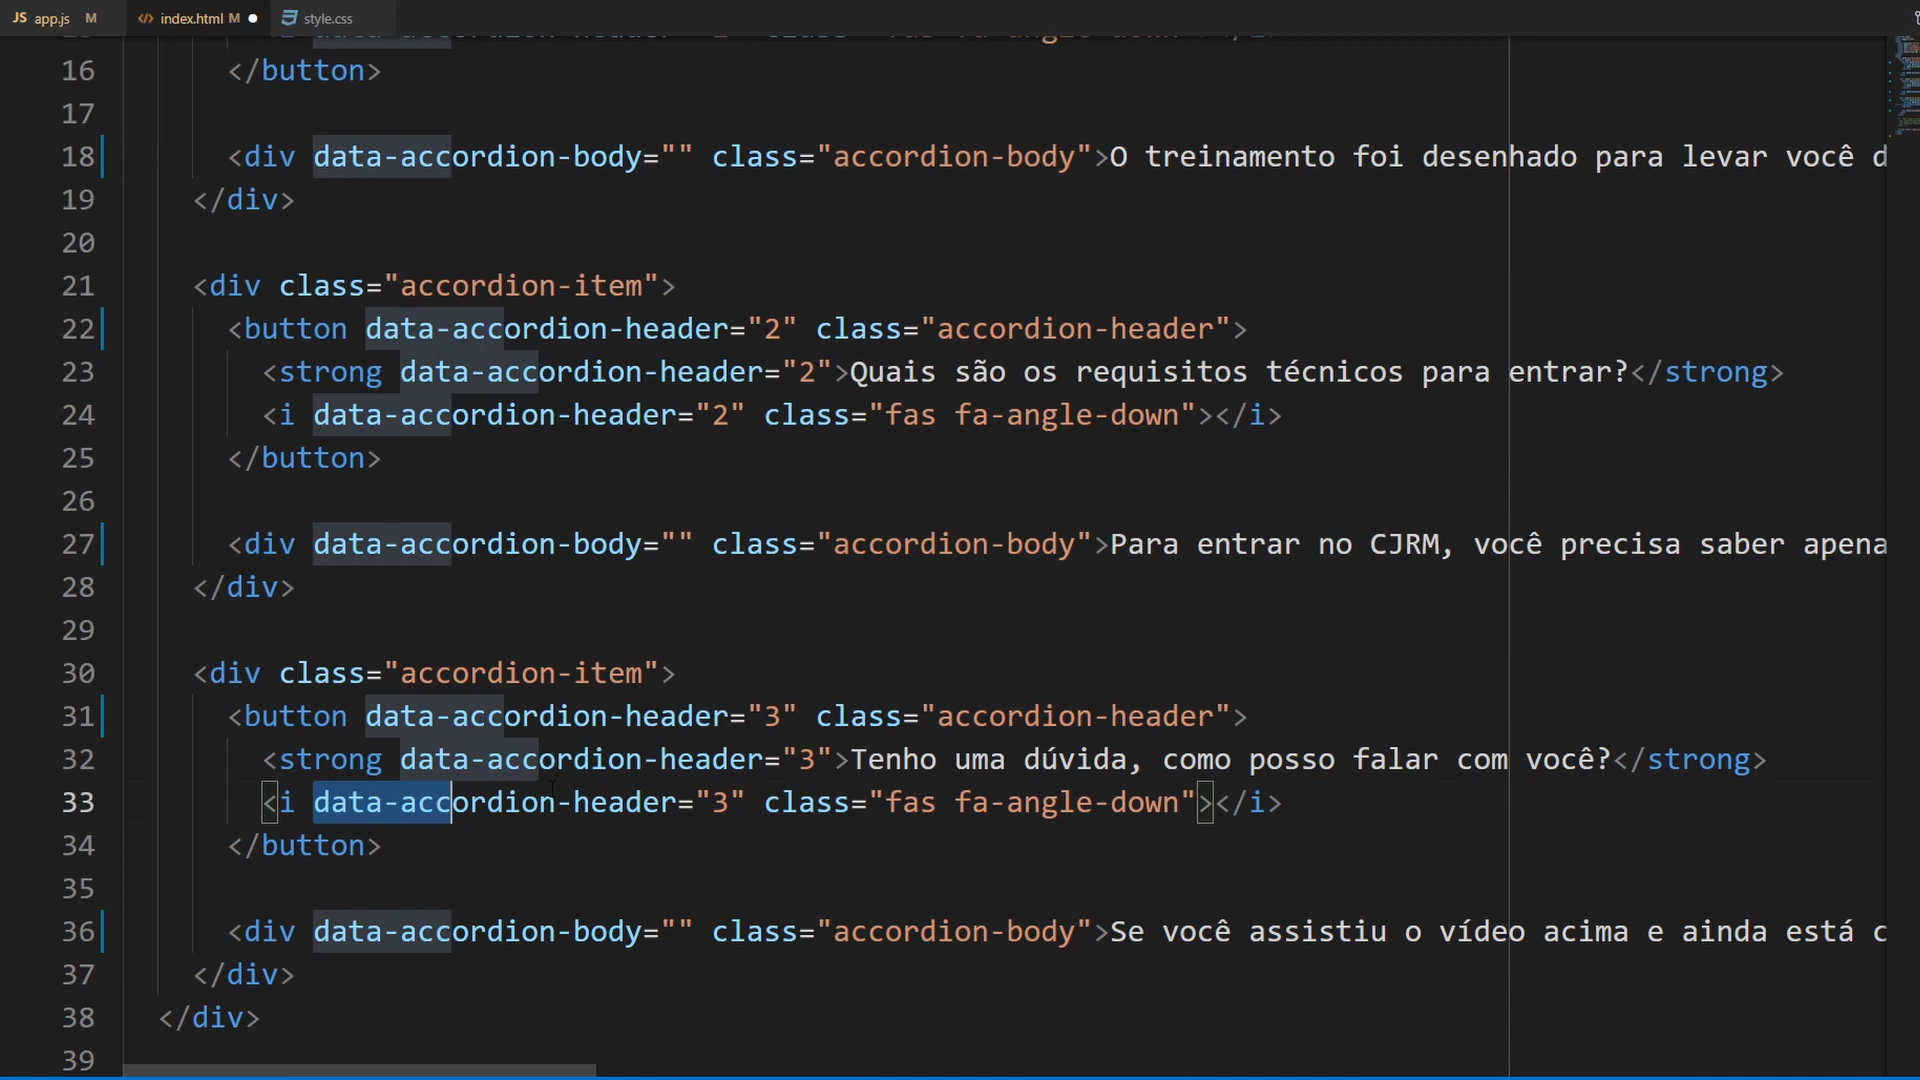 JS app.js M
index.html M
style.css
16 </button>
17
18 <div data-accordion-body="" class="accordion-body">O treinamento foi desenhado para levar você d
19 </div>
20
21 <div class="accordion-item">
22 <button data-accordion-header="2" class="accordion-header">
23 <strong data-accordion-header="2">Quais são os requisitos técnicos para entrar?</strong>
24 <i data-accordion-header="2" class="fas fa-angle-down"></i>
25 </button>
26
27 <div data-accordion-body="" class="accordion-body">Para entrar no CJRM, você precisa saber apena
28 </div>
29
30 <div class="accordion-item">
31 <button data-accordion-header="3" class="accordion-header">
32 <strong data-accordion-header="3">Tenho uma dúvida, como posso falar com você?</strong>
33 <i data-accordion-header="3" class="fas fa-angle-down"></i>
34 </button>
35
36 <div data-accordion-body="" class="accordion-body">Se você assistiu o vídeo acima e ainda está c
37 </div>
38 </div>
39